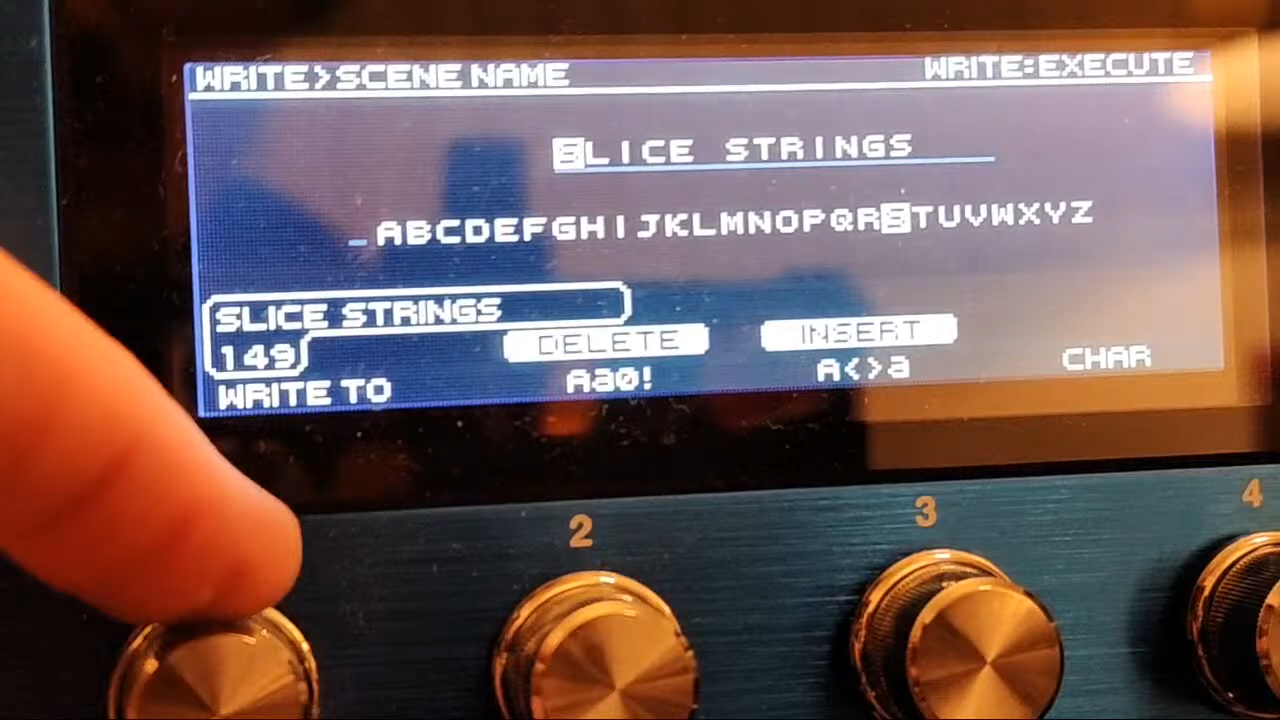 WRITE>SCENE NAME WRITE:EXECUTE
SLICE STRINGS
_ABCDEFGHIJKLMNOPQRSTUVWXYZ
SLICE STRINGS
149 DELETE INSERT
WRITE TO Aa0! A<>a CHAR
2 3 4